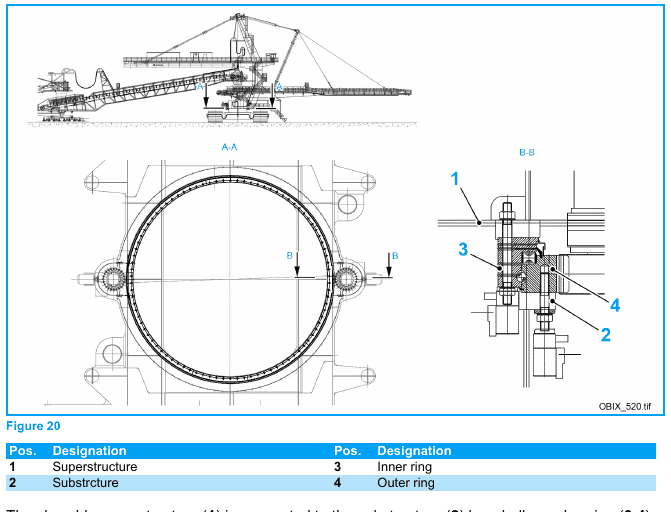 A
A
A-A
B-B
B
B
1
3
4
2
OBIX_520.tif
Figure 20
Pos. Designation Pos. Designation
1 Superstructure 3 Inner ring
2 Substrcture 4 Outer ring